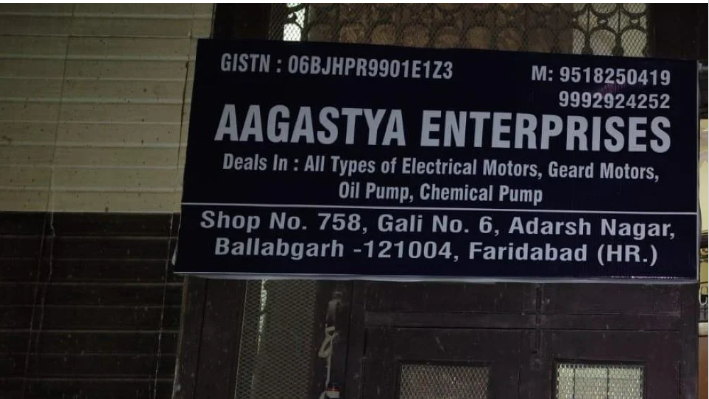 GISTN : 06BJHPR9901E1Z3 M: 9518250419
9992924252
AAGASTYA ENTERPRISES
Deals In : All Types of Electrical Motors, Geard Motors,
Oil Pump, Chemical Pump
Shop No. 758, Gali No. 6, Adarsh Nagar,
Ballabgarh -121004, Faridabad (HR.)